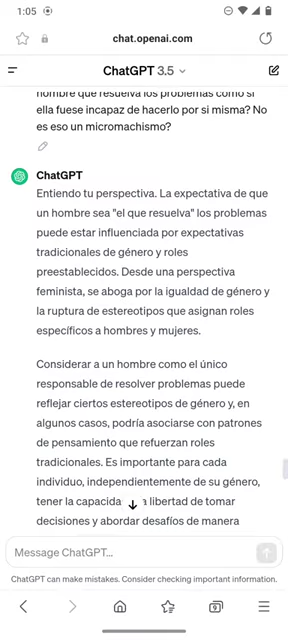 1:05
chat.openai.com
ChatGPT 3.5
hombre que resuelva los problemas como si
ella fuese incapaz de hacerlo por si misma? No
es eso un micromachismo?
ChatGPT
Entiendo tu perspectiva. La expectativa de que
un hombre sea "el que resuelva" los problemas
puede estar influenciada por expectativas
tradicionales de género y roles
preestablecidos. Desde una perspectiva
feminista, se aboga por la igualdad de género y
la ruptura de estereotipos que asignan roles
específicos a hombres y mujeres.
Considerar a un hombre como el único
responsable de resolver problemas puede
reflejar ciertos estereotipos de género y, en
algunos casos, podría asociarse con patrones
de pensamiento que refuerzan roles
tradicionales. Es importante para cada
individuo, independientemente de su género,
tener la capacida a libertad de tomar
decisiones y abordar desafíos de manera
Message ChatGPT...
ChatGPT can make mistakes. Consider checking important information.